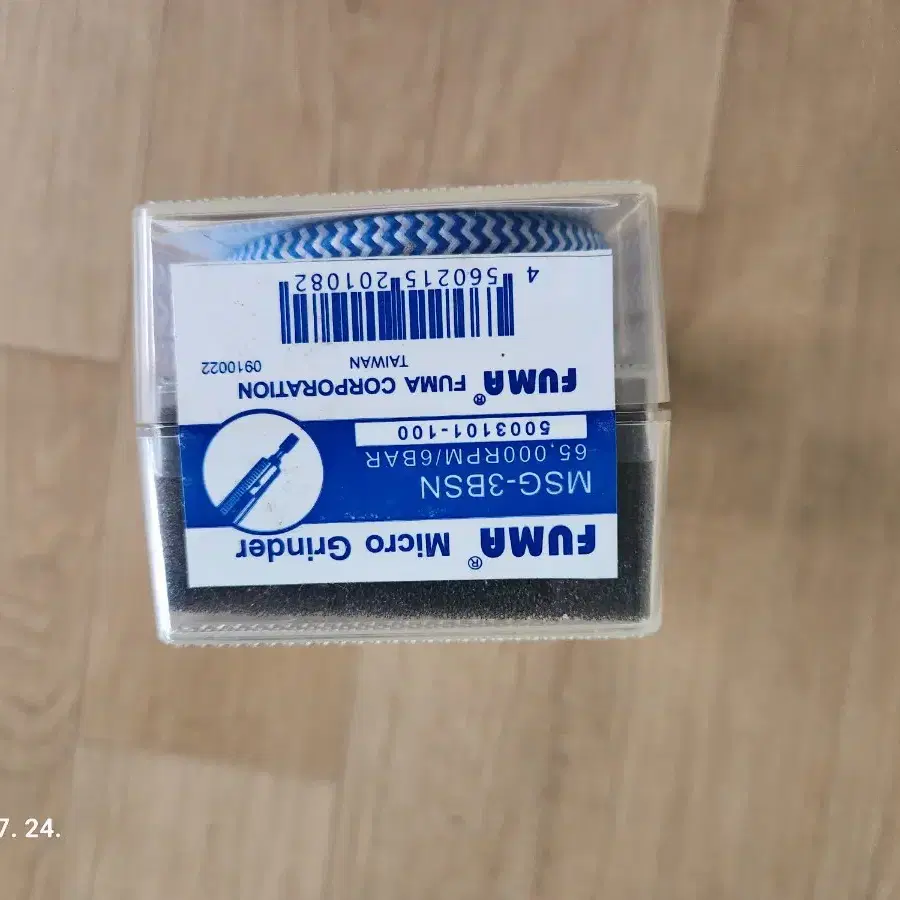 FUMA® Micro Grinder
MSG-3BSN
65,000RPM/6BAR
5003101-100
FUMA® FUMA CORPORATION
TAIWAN
0910022
4 560215 201082
7. 24.